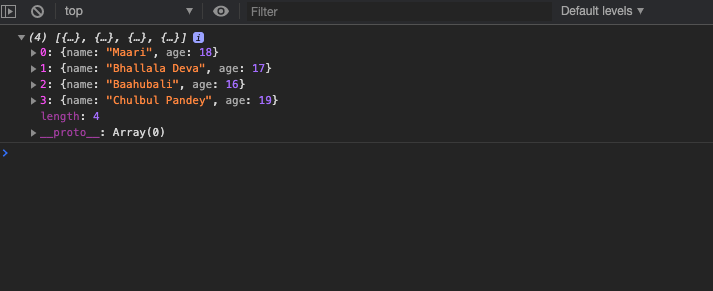 top
Filter
Default levels ▼
(4) [{…}, {…}, {…}, {…}] i
0: {name: "Maari", age: 18}
1: {name: "Bhallala Deva", age: 17}
2: {name: "Baahubali", age: 16}
3: {name: "Chulbul Pandey", age: 19}
length: 4
__proto__: Array(0)